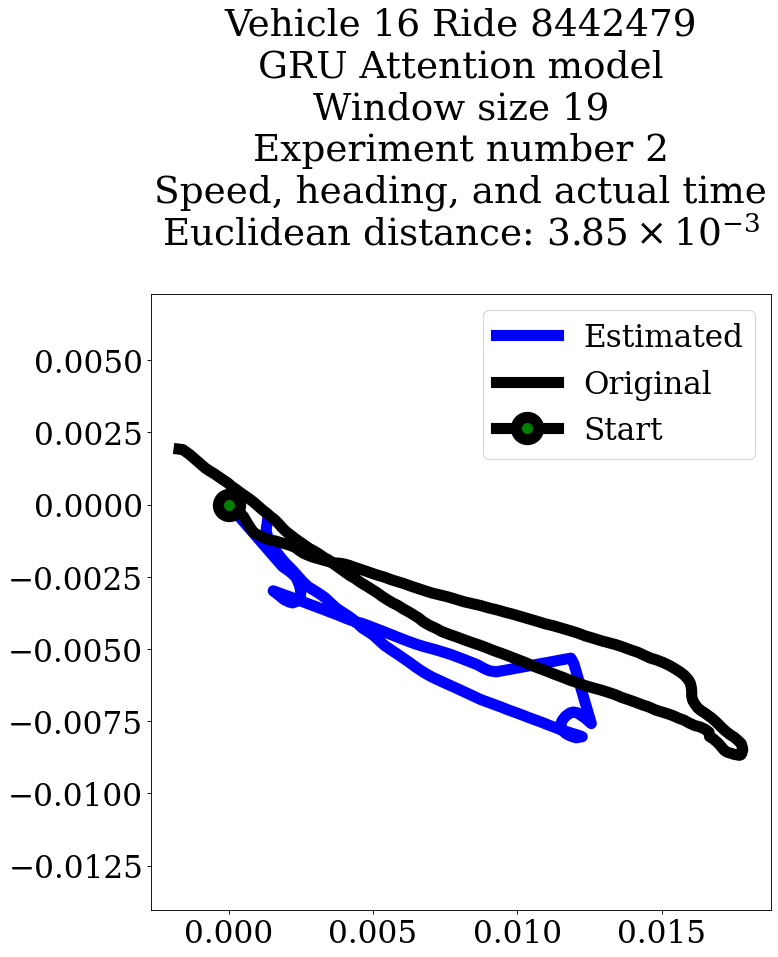 Vehicle 16 Ride 8442479
GRU Attention model
Window size 19
Experiment number 2
Speed, heading, and actual time
Euclidean distance: 3.85 × 10⁻³
Estimated
Original
Start
0.0050
0.0025
0.0000
−0.0025
−0.0050
−0.0075
−0.0100
−0.0125
0.000 0.005 0.010 0.015